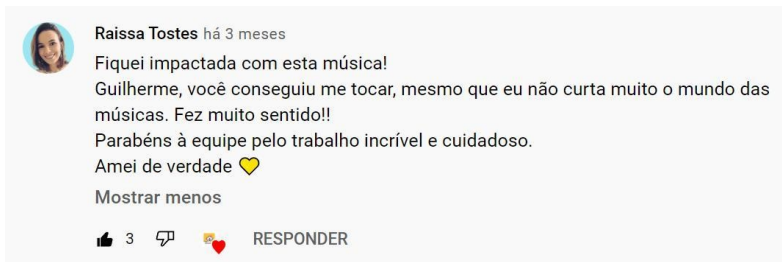 Raissa Tostes há 3 meses
Fiquei impactada com esta música!
Guilherme, você conseguiu me tocar, mesmo que eu não curta muito o mundo das
músicas. Fez muito sentido!!
Parabéns à equipe pelo trabalho incrível e cuidadoso.
Amei de verdade 💛
Mostrar menos
3 RESPONDER